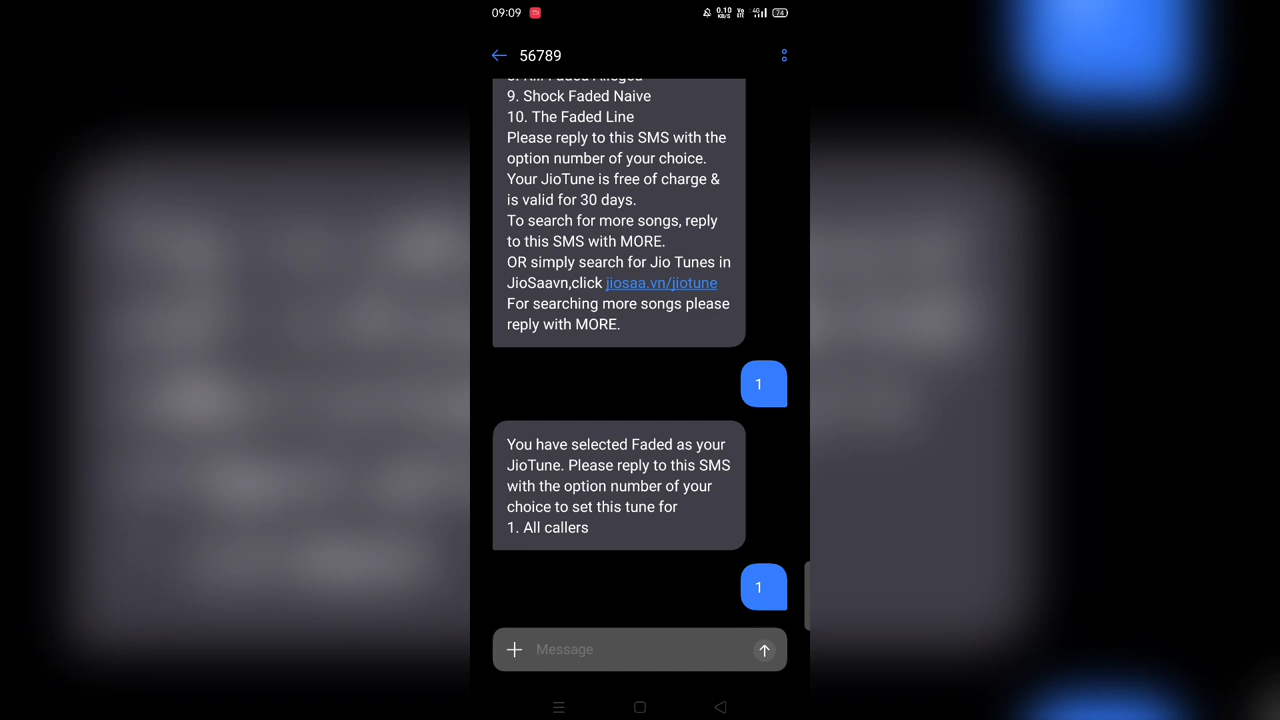 09:09
0.10
KB/S
4G
74
56789
9. Shock Faded Naive
10. The Faded Line
Please reply to this SMS with the
option number of your choice.
Your JioTune is free of charge &
is valid for 30 days.
To search for more songs, reply
to this SMS with MORE.
OR simply search for Jio Tunes in
JioSaavn,click jiosaa.vn/jiotune
For searching more songs please
reply with MORE.
1
You have selected Faded as your
JioTune. Please reply to this SMS
with the option number of your
choice to set this tune for
1. All callers
1
Message